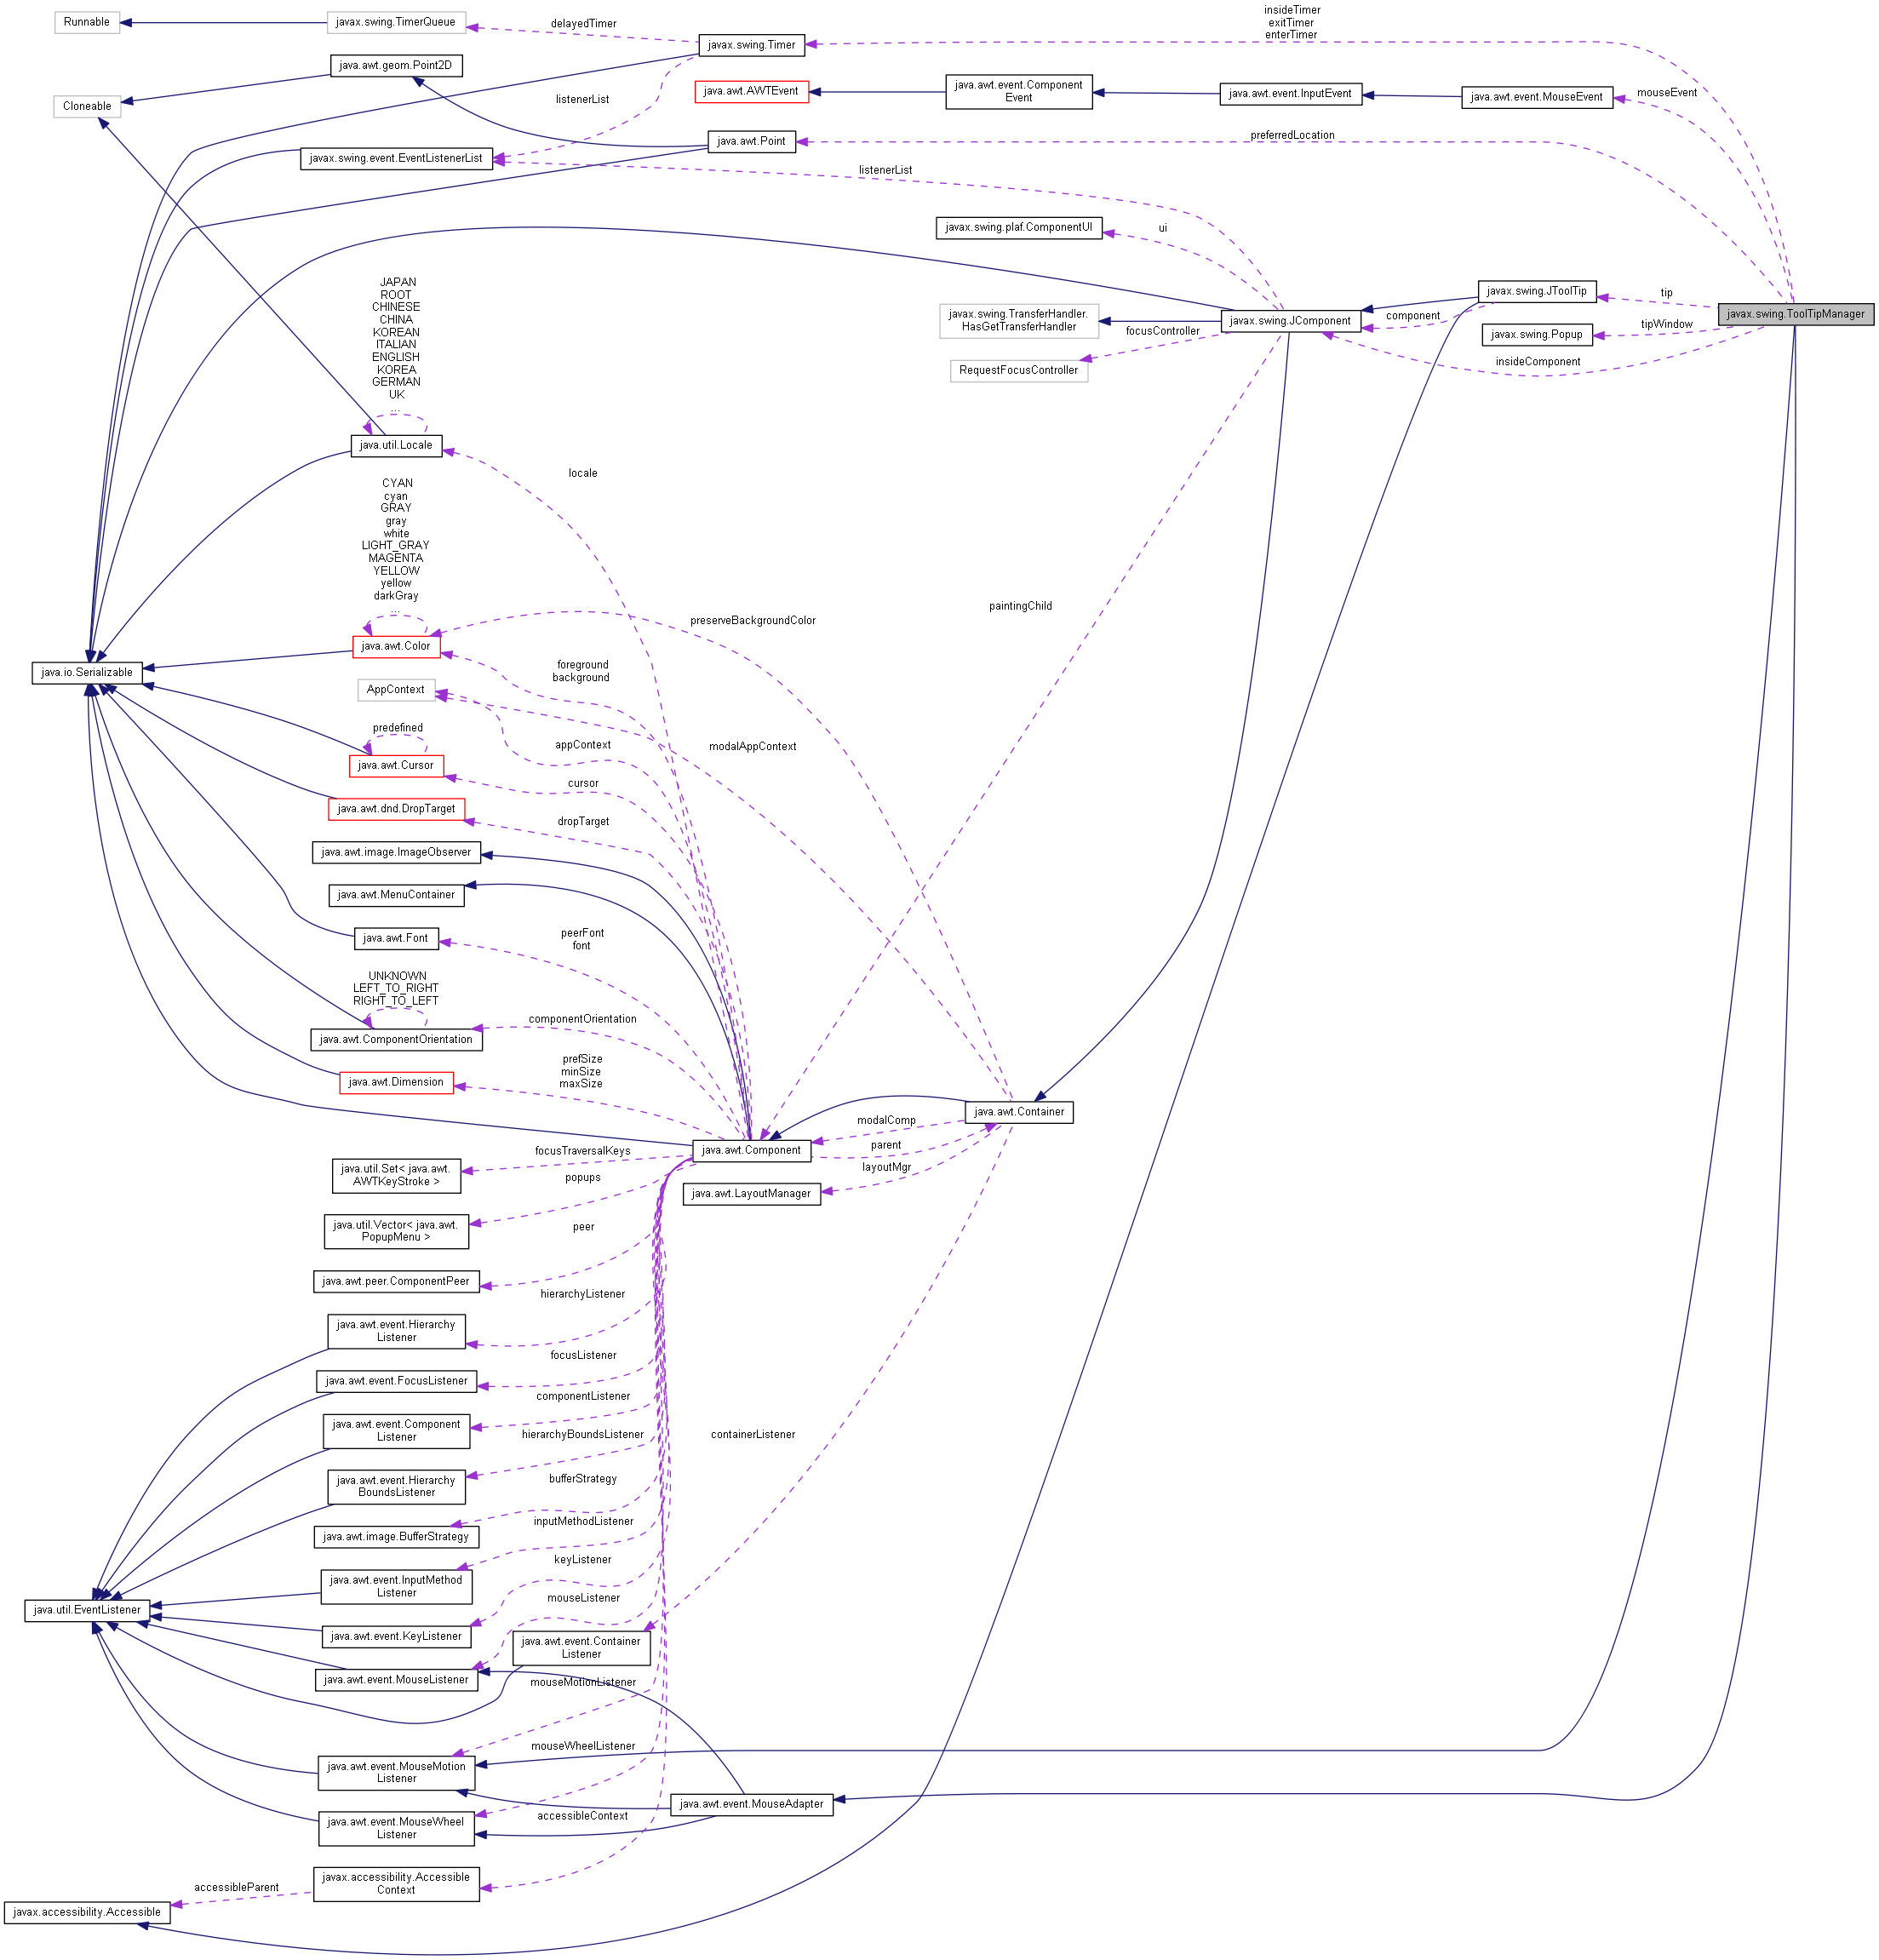 insideTimer
exitTimer
enterTimer
Runnable
javax.swing.TimerQueue
delayedTimer
javax.swing.Timer
java.awt.geom.Point2D
java.awt.AWTEvent
java.awt.event.Component
Event
java.awt.event.InputEvent
java.awt.event.MouseEvent
mouseEvent
Cloneable
listenerList
java.awt.Point
preferredLocation
javax.swing.event.EventListenerList
listenerList
javax.swing.plaf.ComponentUI
ui
javax.swing.JToolTip
tip
javax.swing.ToolTipManager
javax.swing.TransferHandler.
HasGetTransferHandler
javax.swing.JComponent
component
javax.swing.Popup
tipWindow
focusController
insideComponent
RequestFocusController
JAPAN
ROOT
CHINESE
CHINA
KOREAN
ITALIAN
ENGLISH
KOREA
GERMAN
UK
...
java.util.Locale
locale
CYAN
cyan
GRAY
gray
white
LIGHT_GRAY
MAGENTA
YELLOW
yellow
darkGray
...
java.awt.Color
preserveBackgroundColor
paintingChild
java.io.Serializable
foreground
background
AppContext
appContext
modalAppContext
predefined
java.awt.Cursor
cursor
java.awt.dnd.DropTarget
dropTarget
java.awt.image.ImageObserver
java.awt.MenuContainer
java.awt.Font
peerFont
font
UNKNOWN
LEFT_TO_RIGHT
RIGHT_TO_LEFT
java.awt.ComponentOrientation
componentOrientation
java.awt.Dimension
prefSize
minSize
maxSize
java.awt.Container
modalComp
parent
layoutMgr
java.awt.Component
java.awt.LayoutManager
java.util.Set< java.awt.
AWTKeyStroke >
focusTraversalKeys
java.util.Vector< java.awt.
PopupMenu >
popups
java.awt.peer.ComponentPeer
peer
java.awt.event.Hierarchy
Listener
hierarchyListener
java.awt.event.FocusListener
focusListener
java.awt.event.Component
Listener
componentListener
java.awt.event.Hierarchy
BoundsListener
hierarchyBoundsListener
containerListener
java.awt.image.BufferStrategy
bufferStrategy
java.awt.event.InputMethod
Listener
inputMethodListener
java.util.EventListener
java.awt.event.KeyListener
keyListener
java.awt.event.MouseListener
mouseListener
java.awt.event.Container
Listener
java.awt.event.MouseMotion
Listener
mouseMotionListener
java.awt.event.MouseWheel
Listener
mouseWheelListener
java.awt.event.MouseAdapter
javax.accessibility.Accessible
Context
accessibleContext
accessibleParent
javax.accessibility.Accessible